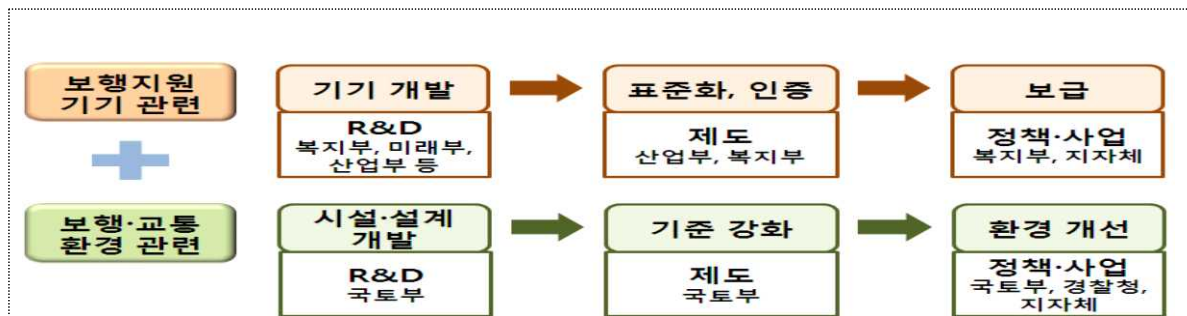 보행지원
기기 관련
기기 개발
R&D
복지부, 미래부,
산업부 등
표준화, 인증
제도
산업부, 복지부
보급
정책·사업
복지부, 지자체
보행·교통
환경 관련
시설·설계
개발
R&D
국토부
기준 강화
제도
국토부
환경 개선
정책·사업
국토부, 경찰청,
지자체